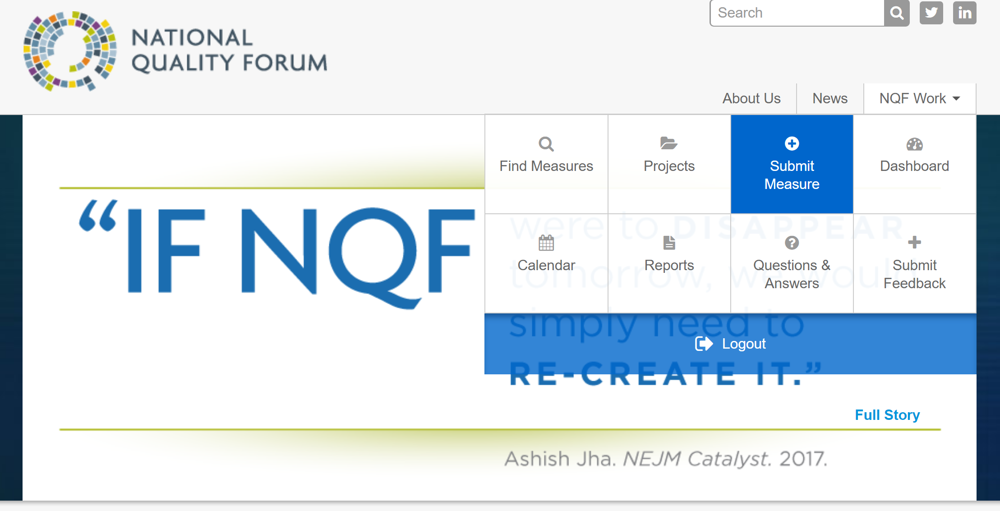 Search
NATIONAL
QUALITY FORUM
About Us
News
NQF Work
Find Measures
Projects
Submit
Measure
Dashboard
Calendar
Reports
Questions &
Answers
Submit
Feedback
Logout
“IF NQF
were to DISAPPEAR
tomorrow, we would
simply need to
RE-CREATE IT.”
Full Story
Ashish Jha. NEJM Catalyst. 2017.